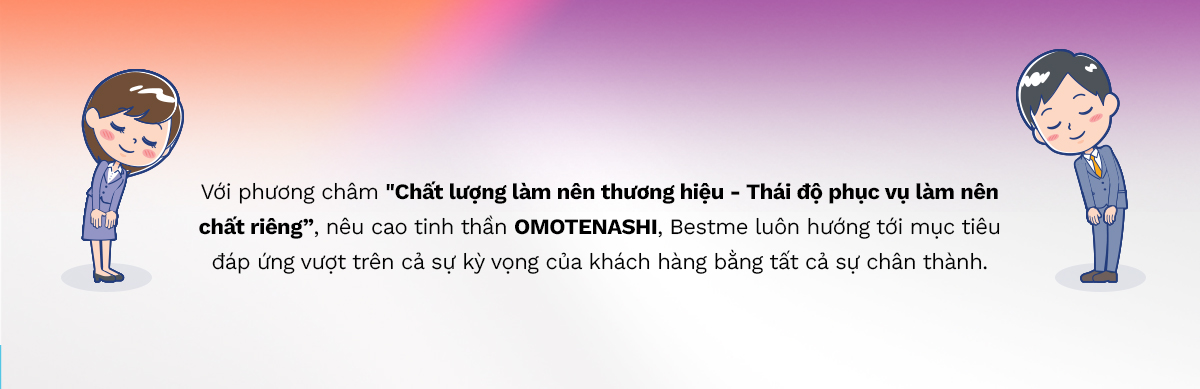 Với phương châm "Chất lượng làm nên thương hiệu - Thái độ phục vụ làm nên
chất riêng”, nêu cao tinh thần OMOTENASHI, Bestme luôn hướng tới mục tiêu
đáp ứng vượt trên cả sự kỳ vọng của khách hàng bằng tất cả sự chân thành.